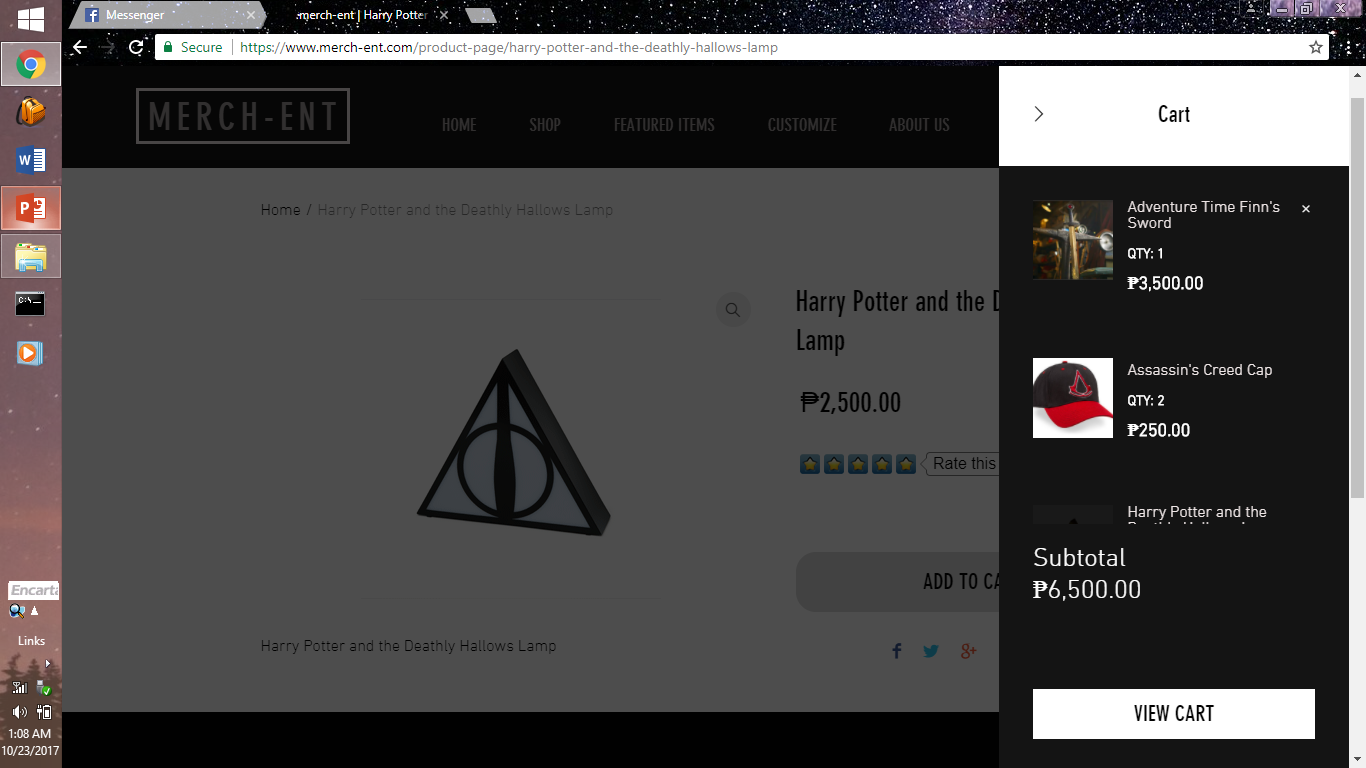 Messenger
merch-ent | Harry Potter
Secure
https://www.merch-ent.com/product-page/harry-potter-and-the-deathly-hallows-lamp
MERCH-ENT
HOME
SHOP
FEATURED ITEMS
CUSTOMIZE
ABOUT US
Home / Harry Potter and the Deathly Hallows Lamp
Harry Potter and the D
Lamp
₱2,500.00
Rate this
ADD TO CA
Harry Potter and the Deathly Hallows Lamp
Cart
Adventure Time Finn's
Sword
QTY: 1
₱3,500.00
Assassin's Creed Cap
QTY: 2
₱250.00
Harry Potter and the
Subtotal
₱6,500.00
VIEW CART
Encarta
Links
1:08 AM
10/23/2017